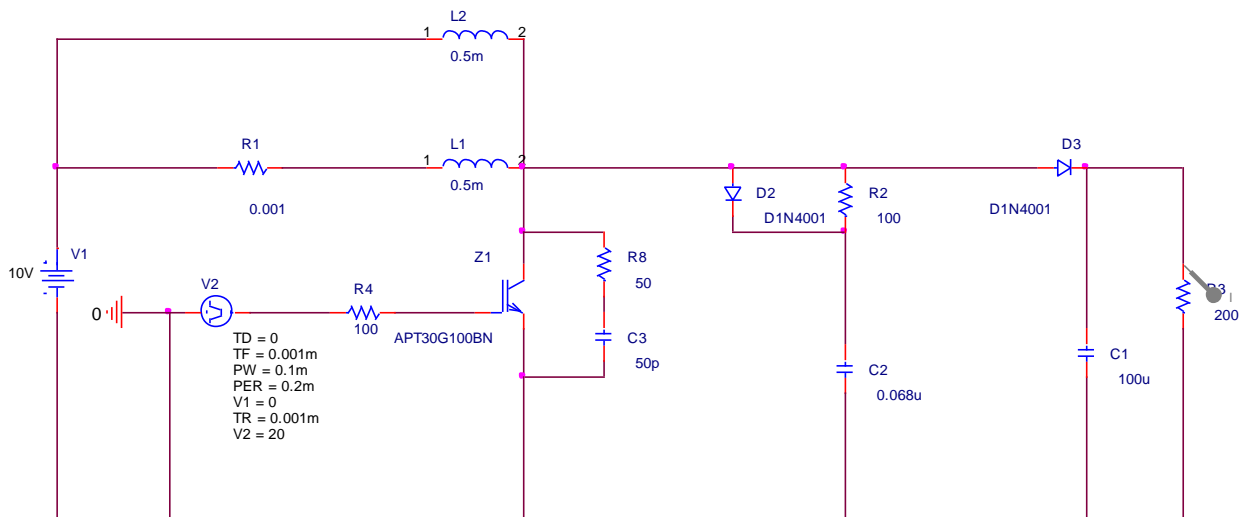 L2
1 2
0.5m
R1
L1
1 2
0.001
0.5m
D3
D2
R2
D1N4001
100
D1N4001
V1
10V
Z1
R8
50
V2
R4
0
100
APT30G100BN
C3
50p
R3
200
C1
100u
C2
0.068u
TD = 0
TF = 0.001m
PW = 0.1m
PER = 0.2m
V1 = 0
TR = 0.001m
V2 = 20